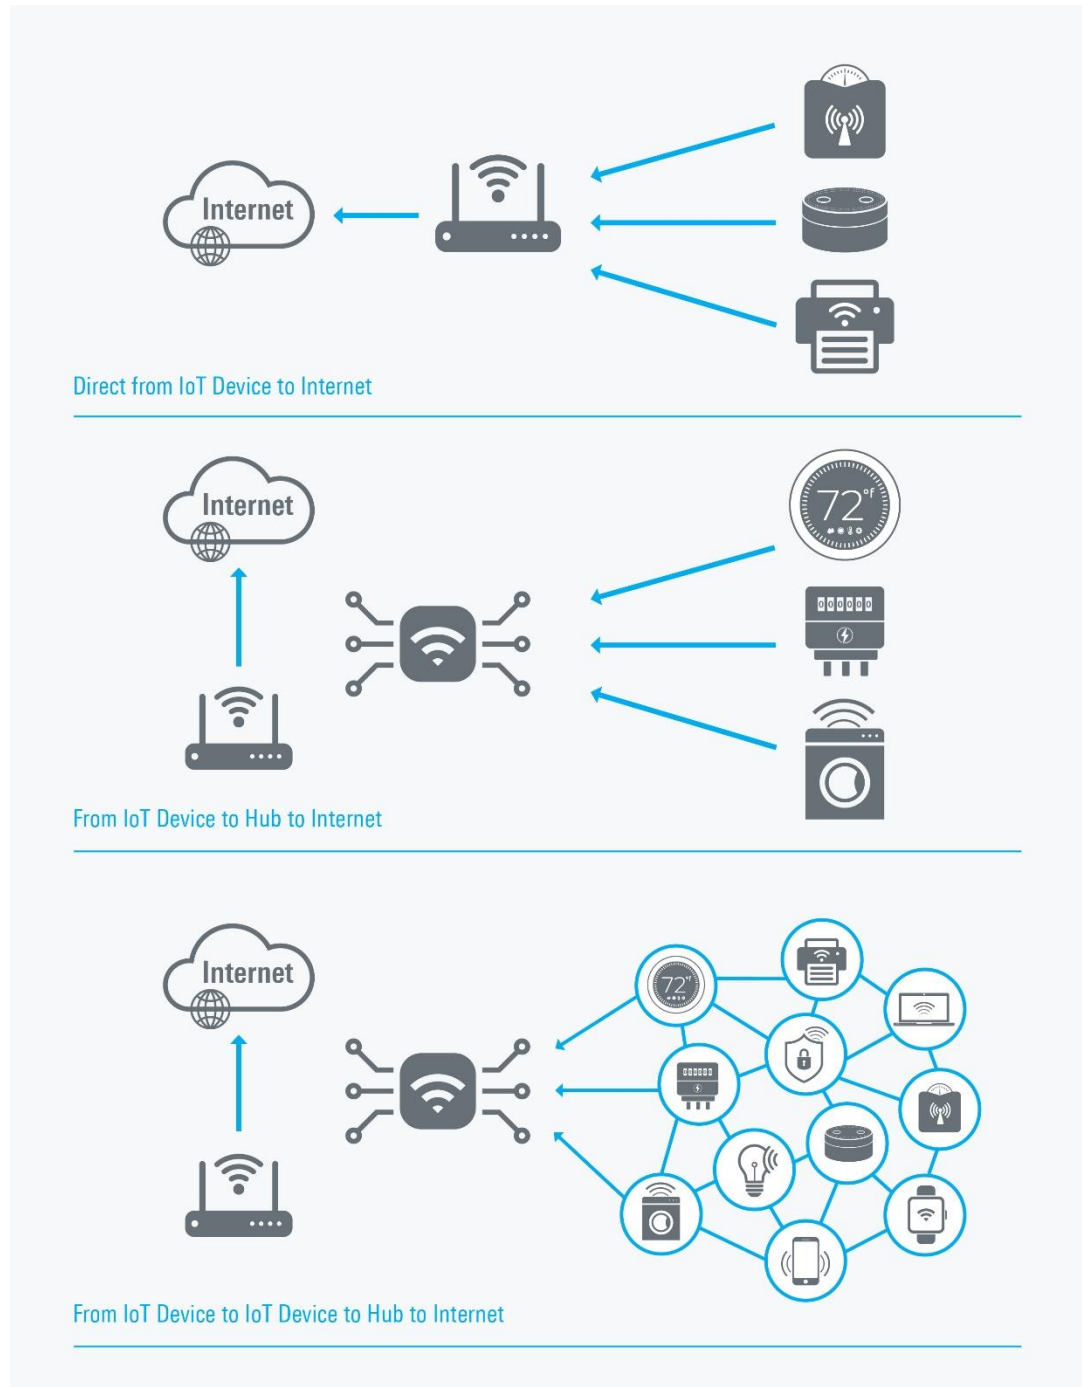 Internet
Direct from IoT Device to Internet
Internet
72°F
000000
From IoT Device to Hub to Internet
Internet
72°F
000000
From IoT Device to IoT Device to Hub to Internet